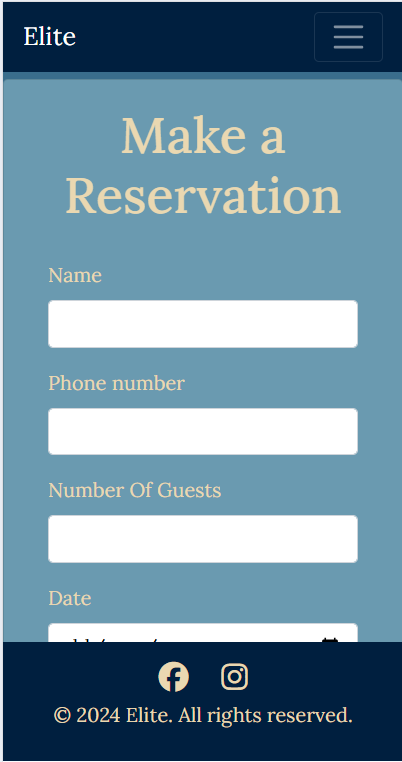 Elite
Make a
Reservation
Name
Phone number
Number Of Guests
Date
© 2024 Elite. All rights reserved.